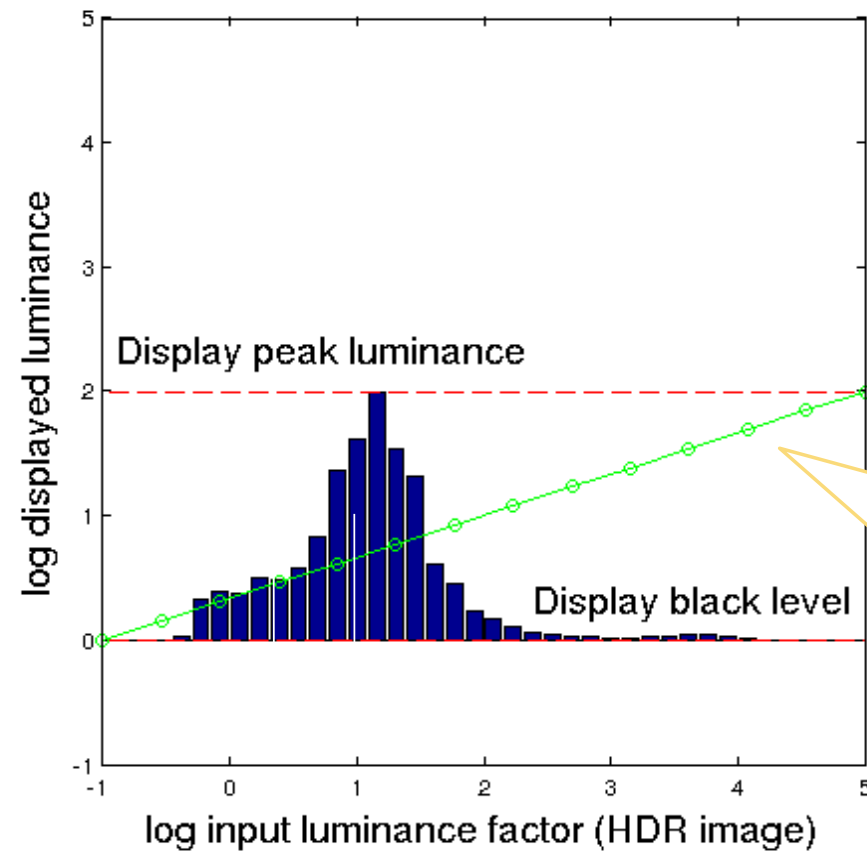 5
4
3
log displayed luminance
Display peak luminance
2
1
Display black level
0
-1
-1 0 1 2 3 4 5
log input luminance factor (HDR image)